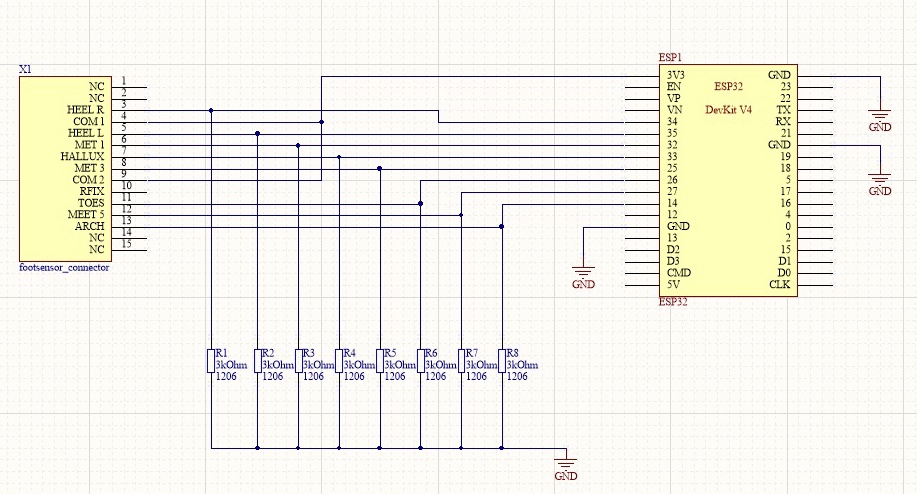 X1
NC 1
NC 2
HEEL R 3
COM 1 4
HEEL L 5
MET 1 6
HALLUX 7
MET 3 8
COM 2 9
RFIX 10
TOES 11
MEET 5 12
ARCH 13
NC 14
NC 15
footsensor_connector
ESP1
3V3 GND
EN ESP32 23
VP 22
VN DevKit V4 TX
34 RX
35 21
32 GND
33 19
25 18
26 5
27 17
14 16
12 4
GND 0
13 2
D2 15
D3 D1
CMD D0
5V CLK
ESP32
GND
GND
GND
R1 R2 R3 R4 R5 R6 R7 R8
3kOhm 3kOhm 3kOhm 3kOhm 3kOhm 3kOhm 3kOhm 3kOhm
1206 1206 1206 1206 1206 1206 1206 1206
GND